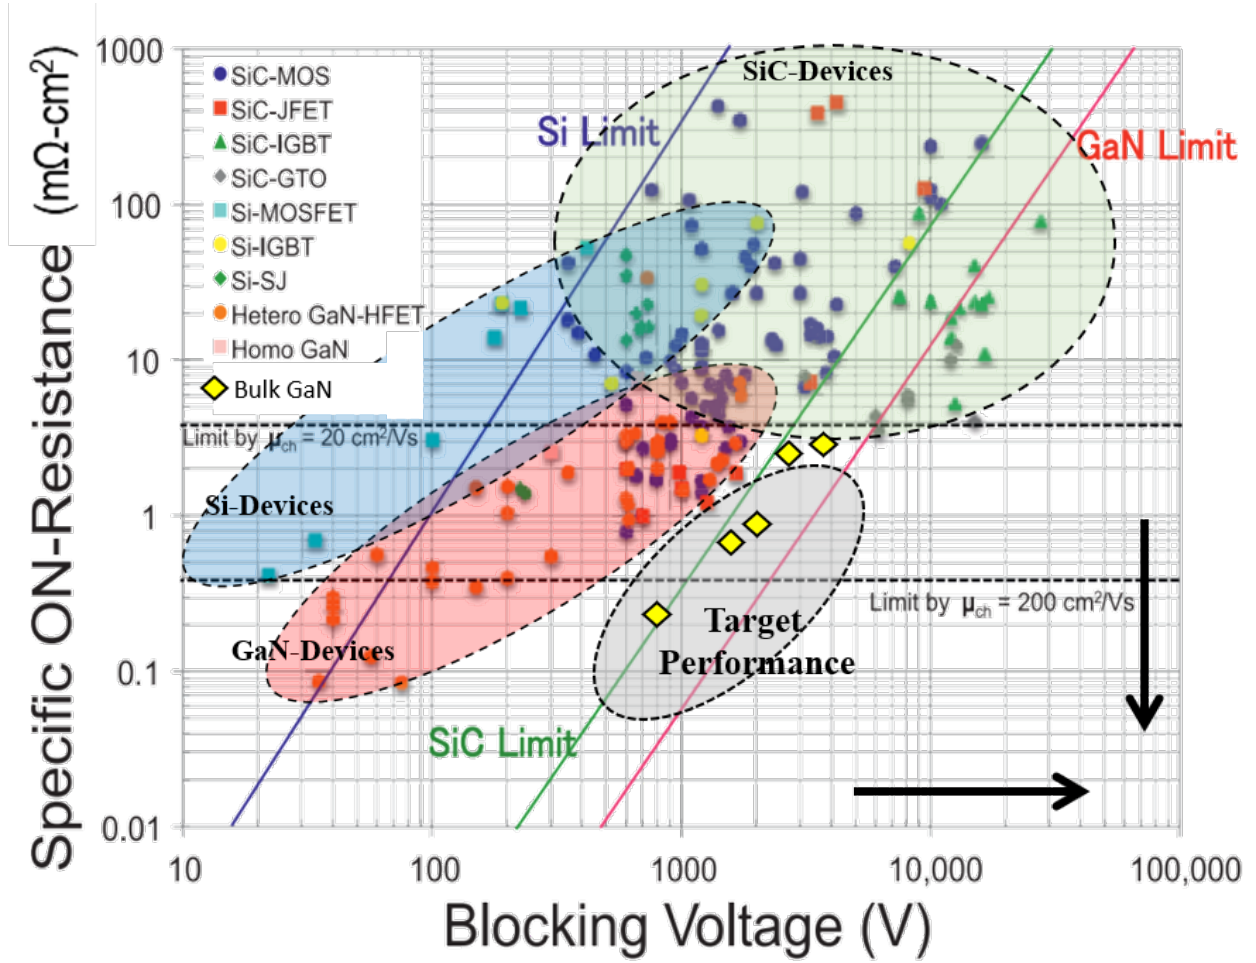 Specific ON-Resistance (mΩ-cm²)
1000
100
10
1
0.1
0.01
SiC-MOS
SiC-JFET
SiC-IGBT
SiC-GTO
Si-MOSFET
Si-IGBT
Si-SJ
Hetero GaN-HFET
Homo GaN
Bulk GaN
SiC-Devices
Si Limit
GaN Limit
Limit by μch = 20 cm²/Vs
Si-Devices
Limit by μch = 200 cm²/Vs
GaN-Devices
Target
Performance
SiC Limit
10
100
1000
10,000
100,000
Blocking Voltage (V)